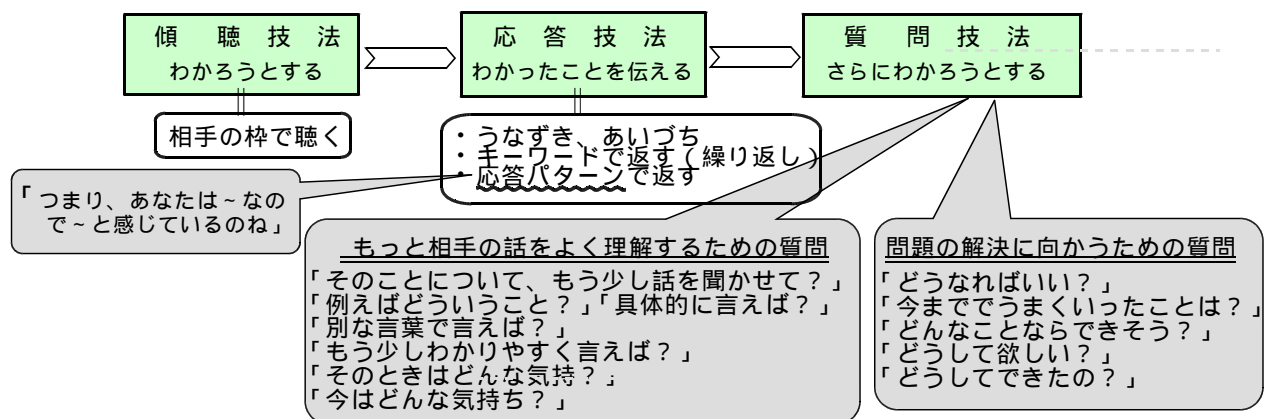 傾聴技法
わかろうとする
応答技法
わかったことを伝える
質問技法
さらにわかろうとする
相手の枠で聴く
・うなずき、あいづち
・キーワードで返す(繰り返し)
・応答パターンで返す
「つまり、あなたは~なの
で~と感じているのね」
もっと相手の話をよく理解するための質問
「そのことについて、もう少し話を聞かせて?」
「例えばどういうこと?」「具体的に言えば?」
「別な言葉で言えば?」
「もう少しわかりやすく言えば?」
「そのときはどんな気持?」
「今はどんな気持ち?」
問題の解決に向かうための質問
「どうなればいい?」
「今まででうまくいったことは?」
「どんなことならできそう?」
「どうして欲しい?」
「どうしてできたの?」